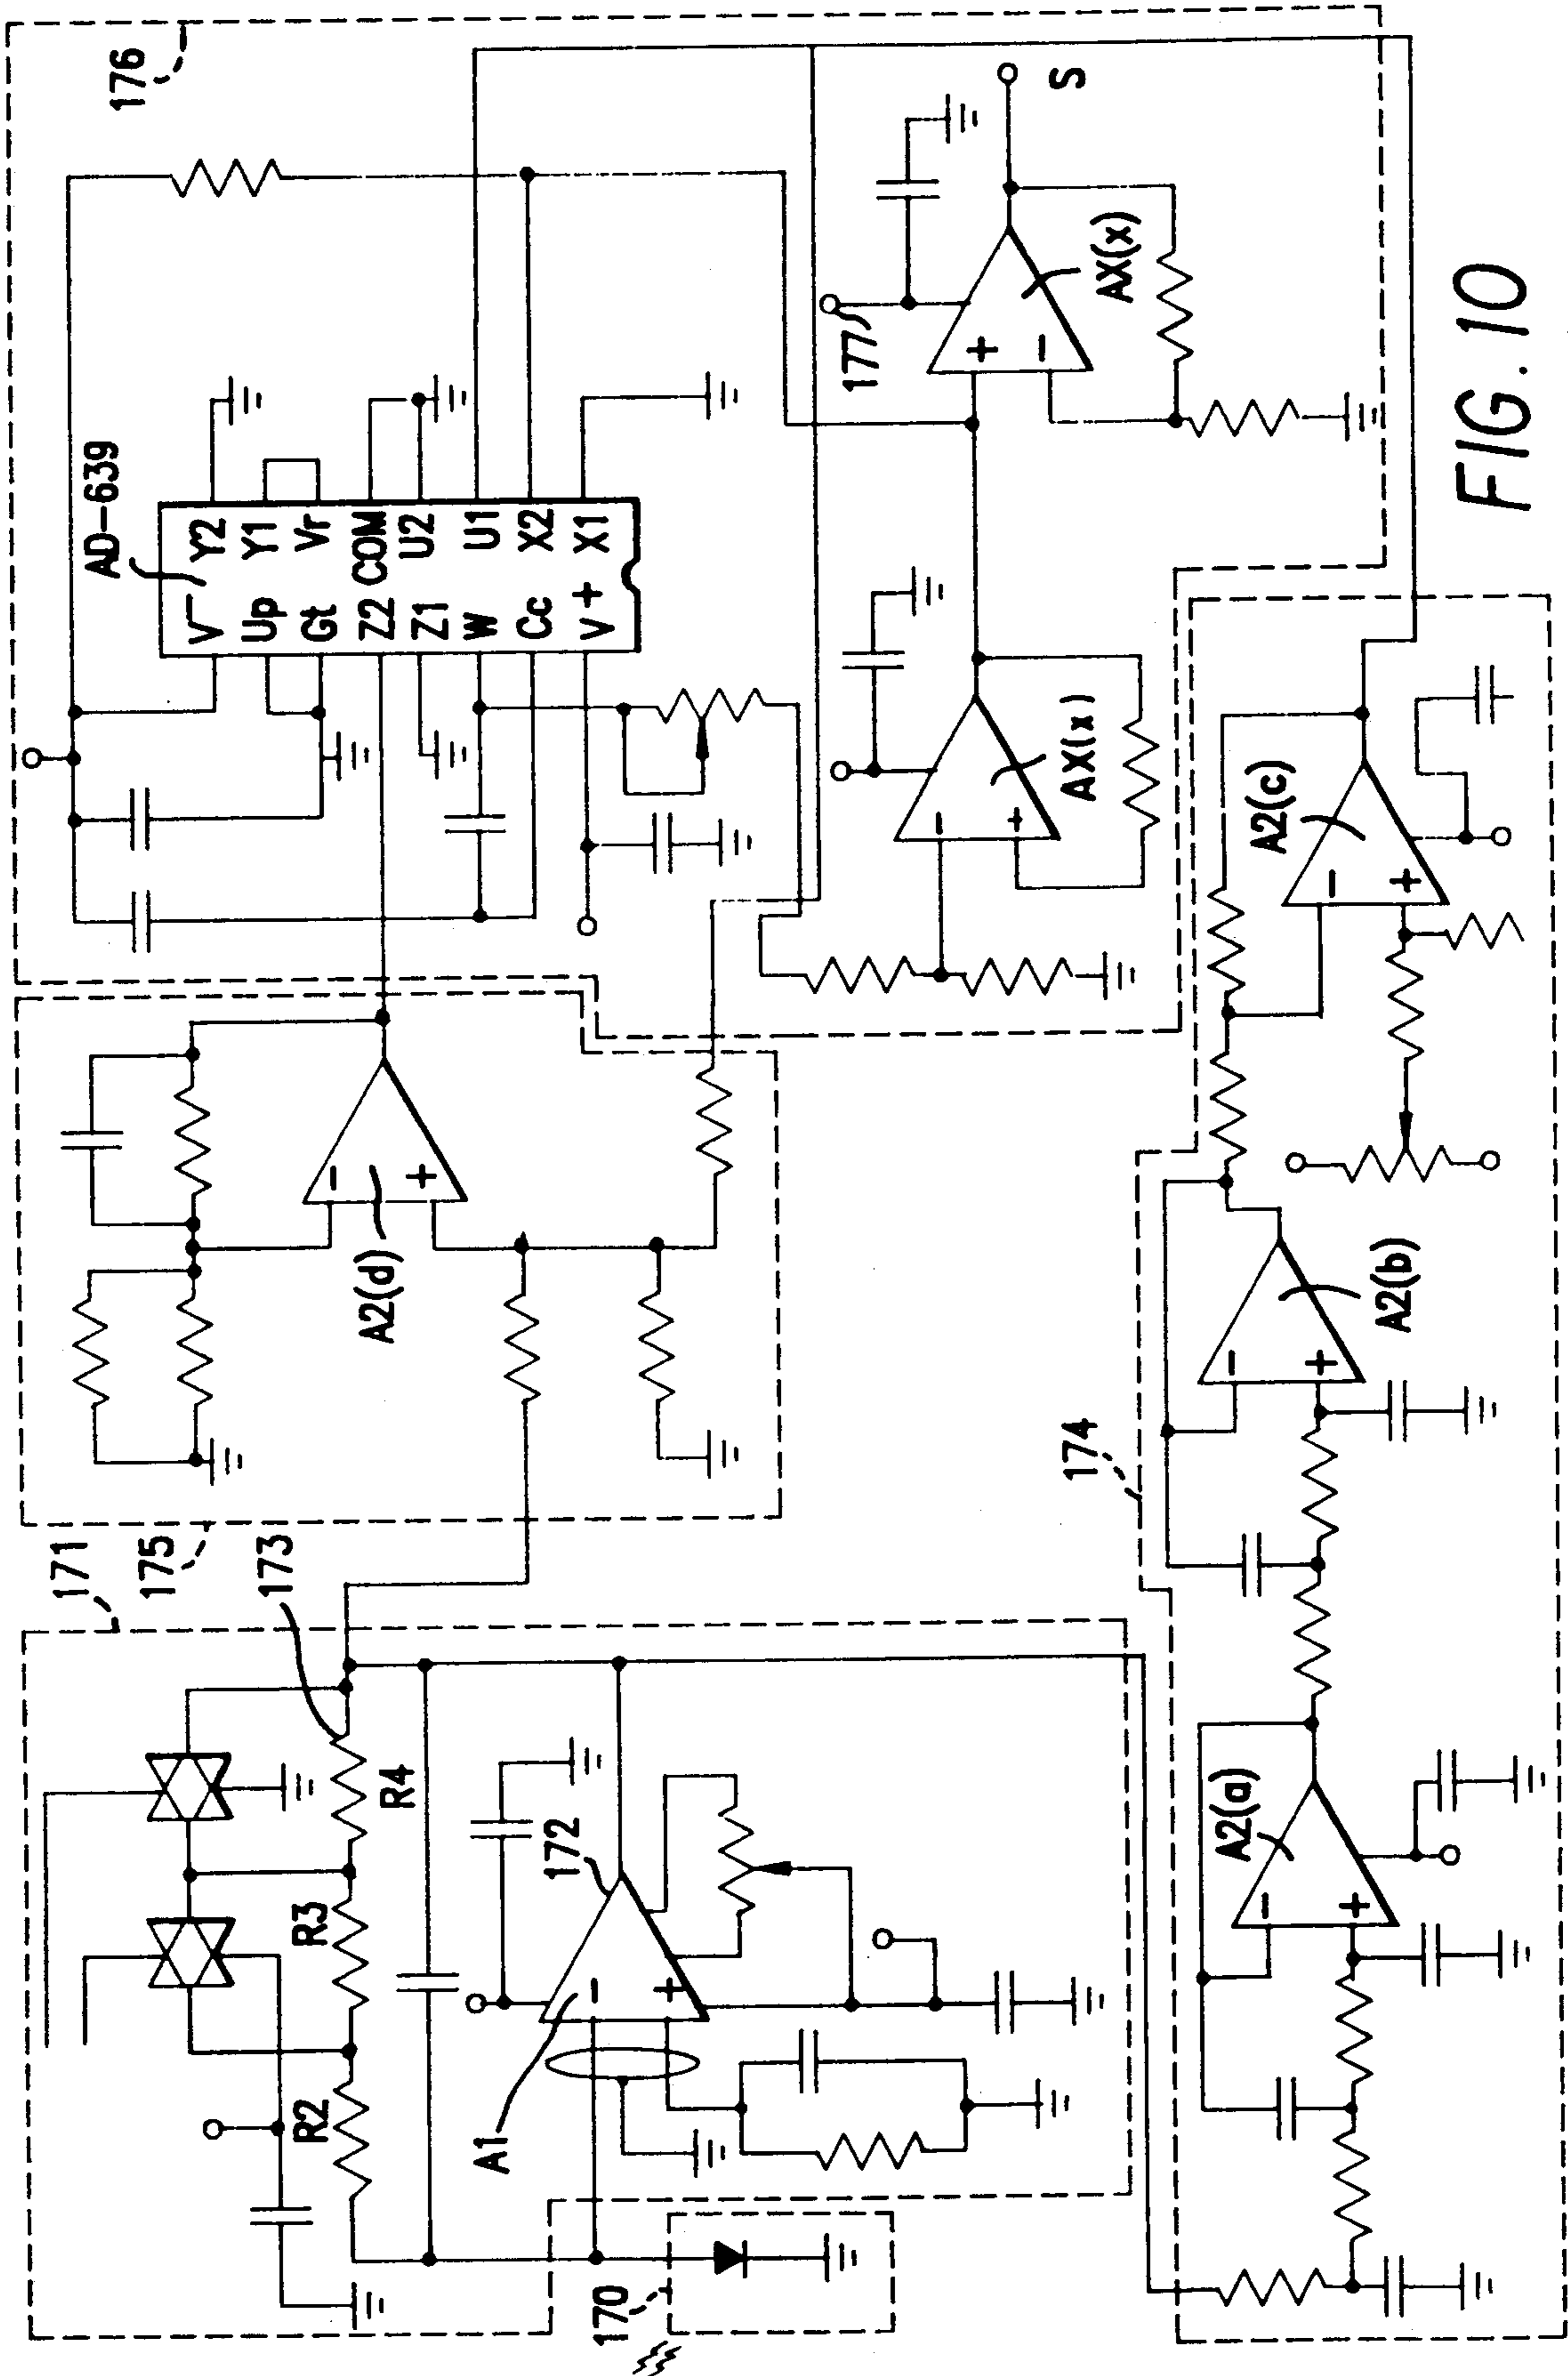 176
AD-639
V- Y2
Up Y1
Gt Vr
Z2 COM
Z1 U2
W U1
Cc X2
V+ X1
S
177
AX(x)
+
-
AX(x)
-
+
A2(d)
-
+
175
171
173
R4
R3
R2
172
A1
-
+
170
174
A2(a)
-
+
A2(b)
-
+
A2(c)
-
+
FIG. 10